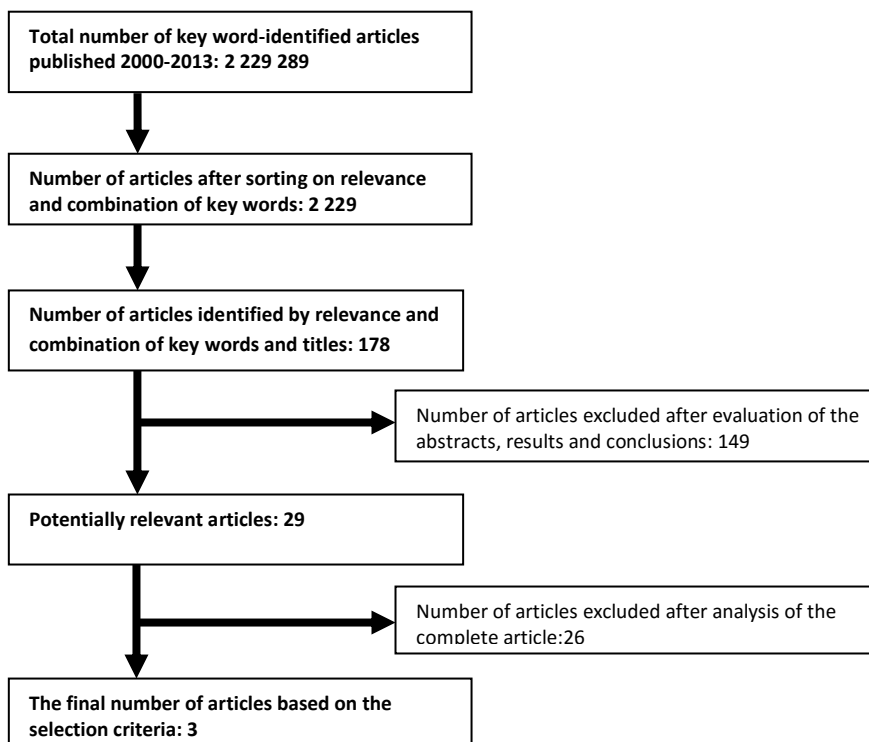 Total number of key word-identified articles
published 2000-2013: 2 229 289
Number of articles after sorting on relevance
and combination of key words: 2 229
Number of articles identified by relevance and
combination of key words and titles: 178
Number of articles excluded after evaluation of the
abstracts, results and conclusions: 149
Potentially relevant articles: 29
Number of articles excluded after analysis of the
complete article:26
The final number of articles based on the
selection criteria: 3